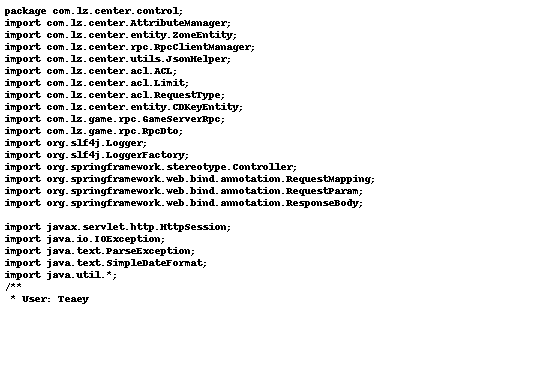 package com.lz.center.control;
import com.lz.center.AttributeManager;
import com.lz.center.entity.ZoneEntity;
import com.lz.center.rpc.RpcClientManager;
import com.lz.center.utils.JsonHelper;
import com.lz.center.acl.ACL;
import com.lz.center.acl.Limit;
import com.lz.center.acl.RequestType;
import com.lz.center.entity.CDKeyEntity;
import com.lz.game.rpc.GameServerRpc;
import com.lz.game.rpc.RpcDto;
import org.slf4j.Logger;
import org.slf4j.LoggerFactory;
import org.springframework.stereotype.Controller;
import org.springframework.web.bind.annotation.RequestMapping;
import org.springframework.web.bind.annotation.RequestParam;
import org.springframework.web.bind.annotation.ResponseBody;
import javax.servlet.http.HttpSession;
import java.io.IOException;
import java.text.ParseException;
import java.text.SimpleDateFormat;
import java.util.*;
/**
 * User: Teaey